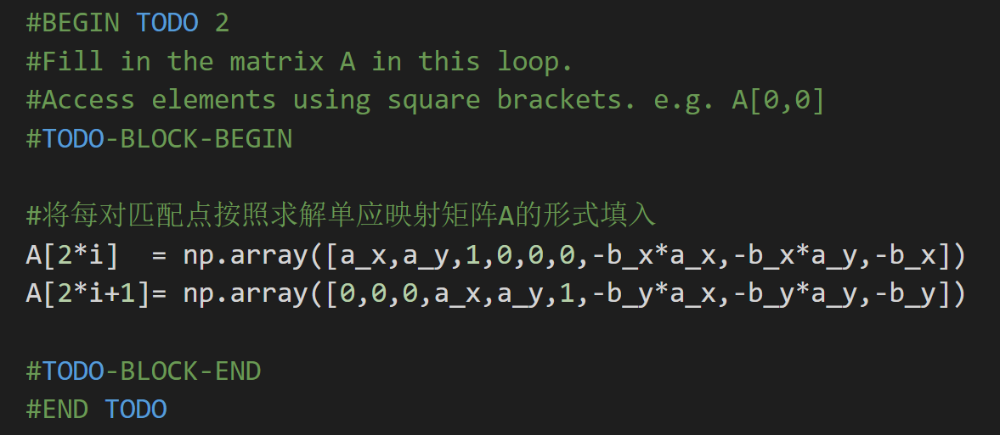 #BEGIN TODO 2
#Fill in the matrix A in this loop.
#Access elements using square brackets. e.g. A[0,0]
#TODO-BLOCK-BEGIN
#将每对匹配点按照求解单应映射矩阵A的形式填入
A[2*i]  = np.array([a_x,a_y,1,0,0,0,-b_x*a_x,-b_x*a_y,-b_x])
A[2*i+1]= np.array([0,0,0,a_x,a_y,1,-b_y*a_x,-b_y*a_y,-b_y])
#TODO-BLOCK-END
#END TODO